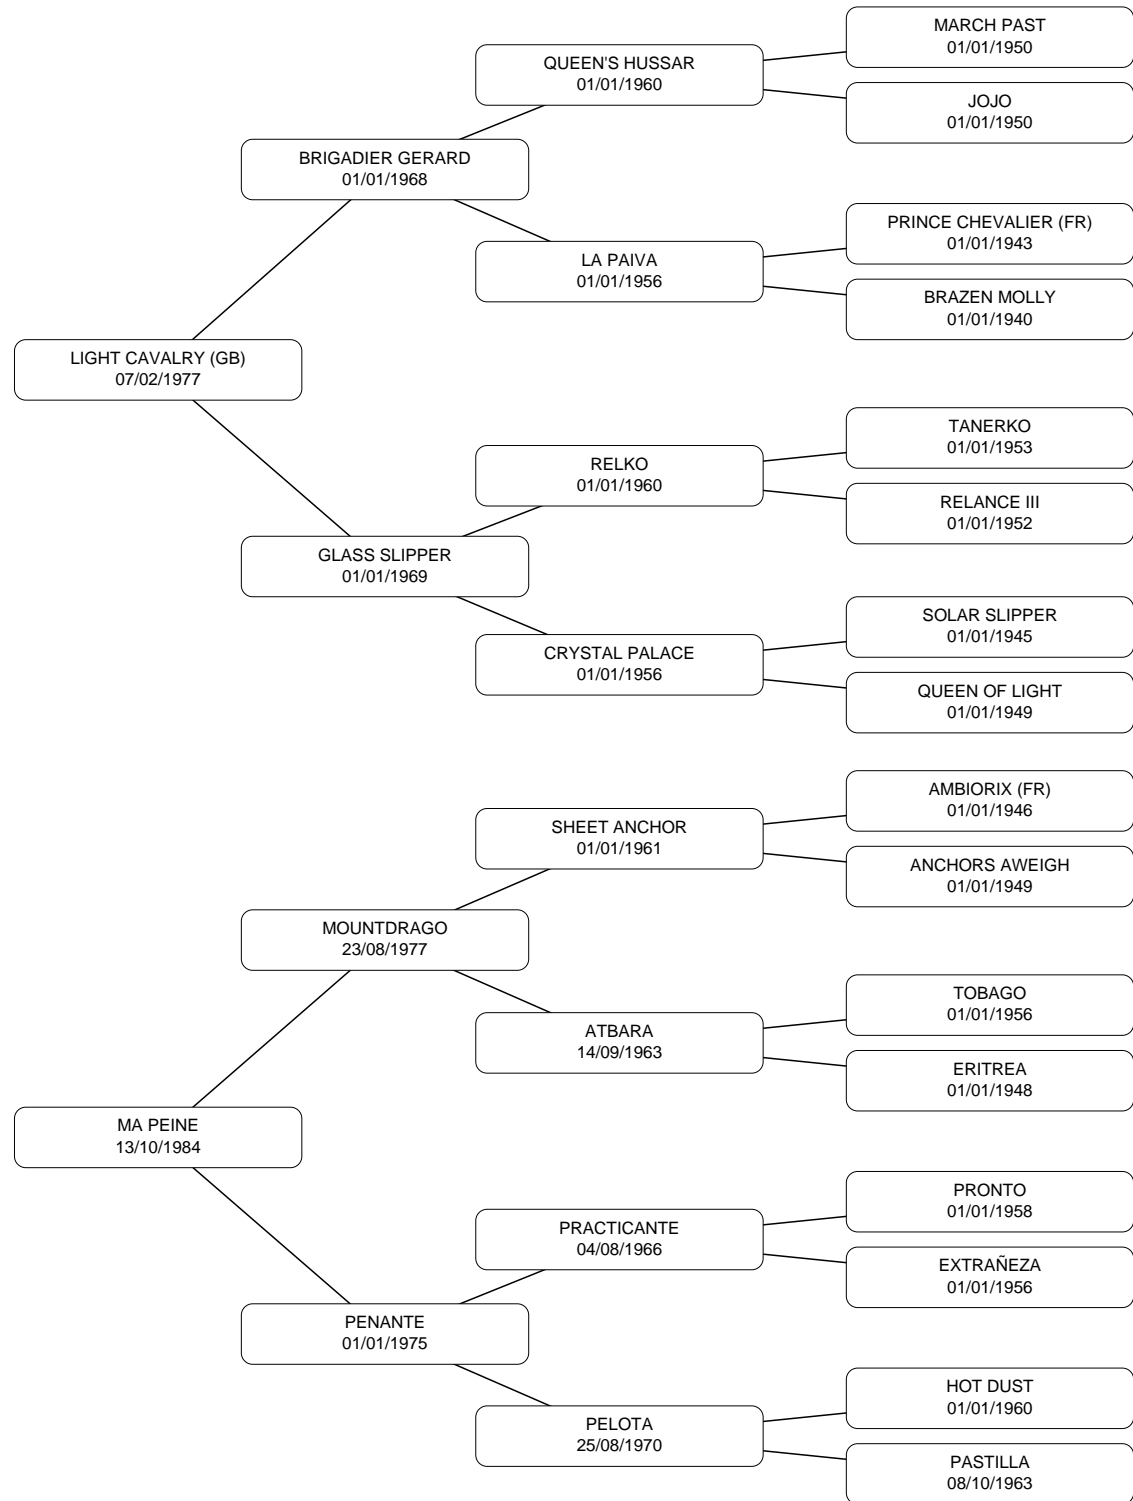 MARCH PAST
01/01/1950
QUEEN'S HUSSAR
01/01/1960
JOJO
01/01/1950
BRIGADIER GERARD
01/01/1968
PRINCE CHEVALIER (FR)
01/01/1943
LA PAIVA
01/01/1956
BRAZEN MOLLY
01/01/1940
LIGHT CAVALRY (GB)
07/02/1977
TANERKO
01/01/1953
RELKO
01/01/1960
RELANCE III
01/01/1952
GLASS SLIPPER
01/01/1969
SOLAR SLIPPER
01/01/1945
CRYSTAL PALACE
01/01/1956
QUEEN OF LIGHT
01/01/1949
AMBIORIX (FR)
01/01/1946
SHEET ANCHOR
01/01/1961
ANCHORS AWEIGH
01/01/1949
MOUNTDRAGO
23/08/1977
TOBAGO
01/01/1956
ATBARA
14/09/1963
ERITREA
01/01/1948
MA PEINE
13/10/1984
PRONTO
01/01/1958
PRACTICANTE
04/08/1966
EXTRAÑEZA
01/01/1956
PENANTE
01/01/1975
HOT DUST
01/01/1960
PELOTA
25/08/1970
PASTILLA
08/10/1963